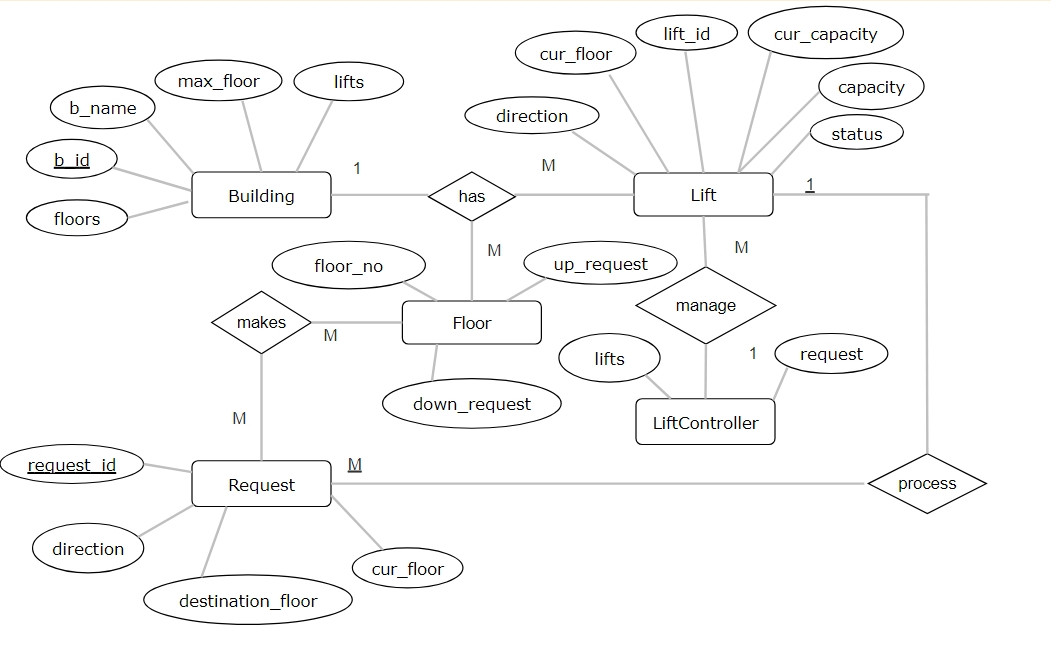 cur_floor
lift_id
cur_capacity
b_name
max_floor
lifts
direction
capacity
status
b_id
floors
Building
1
has
M
Lift
1
M
floor_no
up_request
M
makes
M
Floor
manage
down_request
lifts
1
request
LiftController
M
request_id
Request
M
process
direction
destination_floor
cur_floor